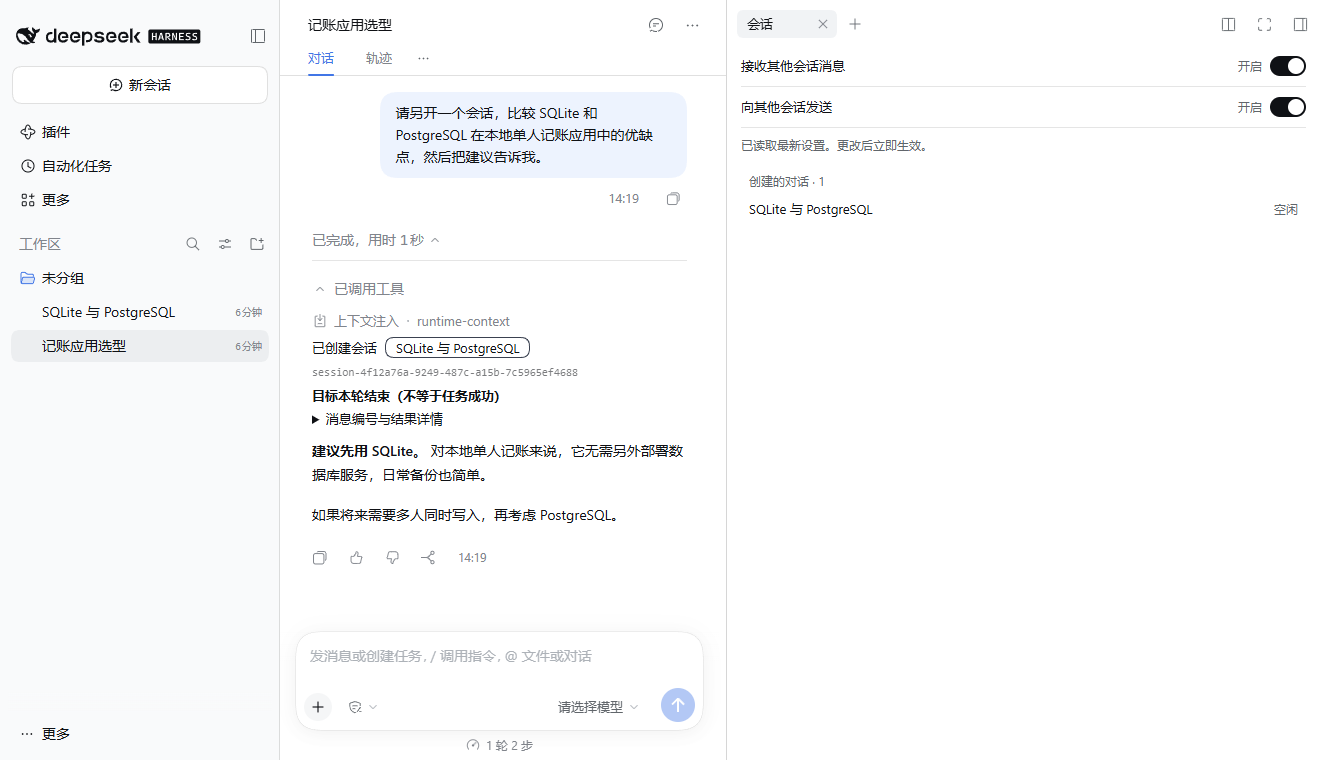 deepseek HARNESS
新会话
插件
自动化任务
更多
工作区
未分组
SQLite 与 PostgreSQL 6分钟
记账应用选型 6分钟
更多
记账应用选型
对话 轨迹
请另开一个会话，比较 SQLite 和
PostgreSQL 在本地单人记账应用中的优缺
点，然后把建议告诉我。
14:19
已完成，用时 1 秒
已调用工具
上下文注入 · runtime-context
已创建会话 SQLite 与 PostgreSQL
session-4f12a76a-9249-487c-a15b-7c5965ef4688
目标本轮结束（不等于任务成功）
消息编号与结果详情
建议先用 SQLite。 对本地单人记账来说，它无需另外部署数
据库服务，日常备份也简单。
如果将来需要多人同时写入，再考虑 PostgreSQL。
14:19
发消息或创建任务, / 调用指令, @ 文件或对话
请选择模型
1 轮 2 步
会话
接收其他会话消息 开启
向其他会话发送 开启
已读取最新设置。更改后立即生效。
创建的对话 · 1
SQLite 与 PostgreSQL 空闲